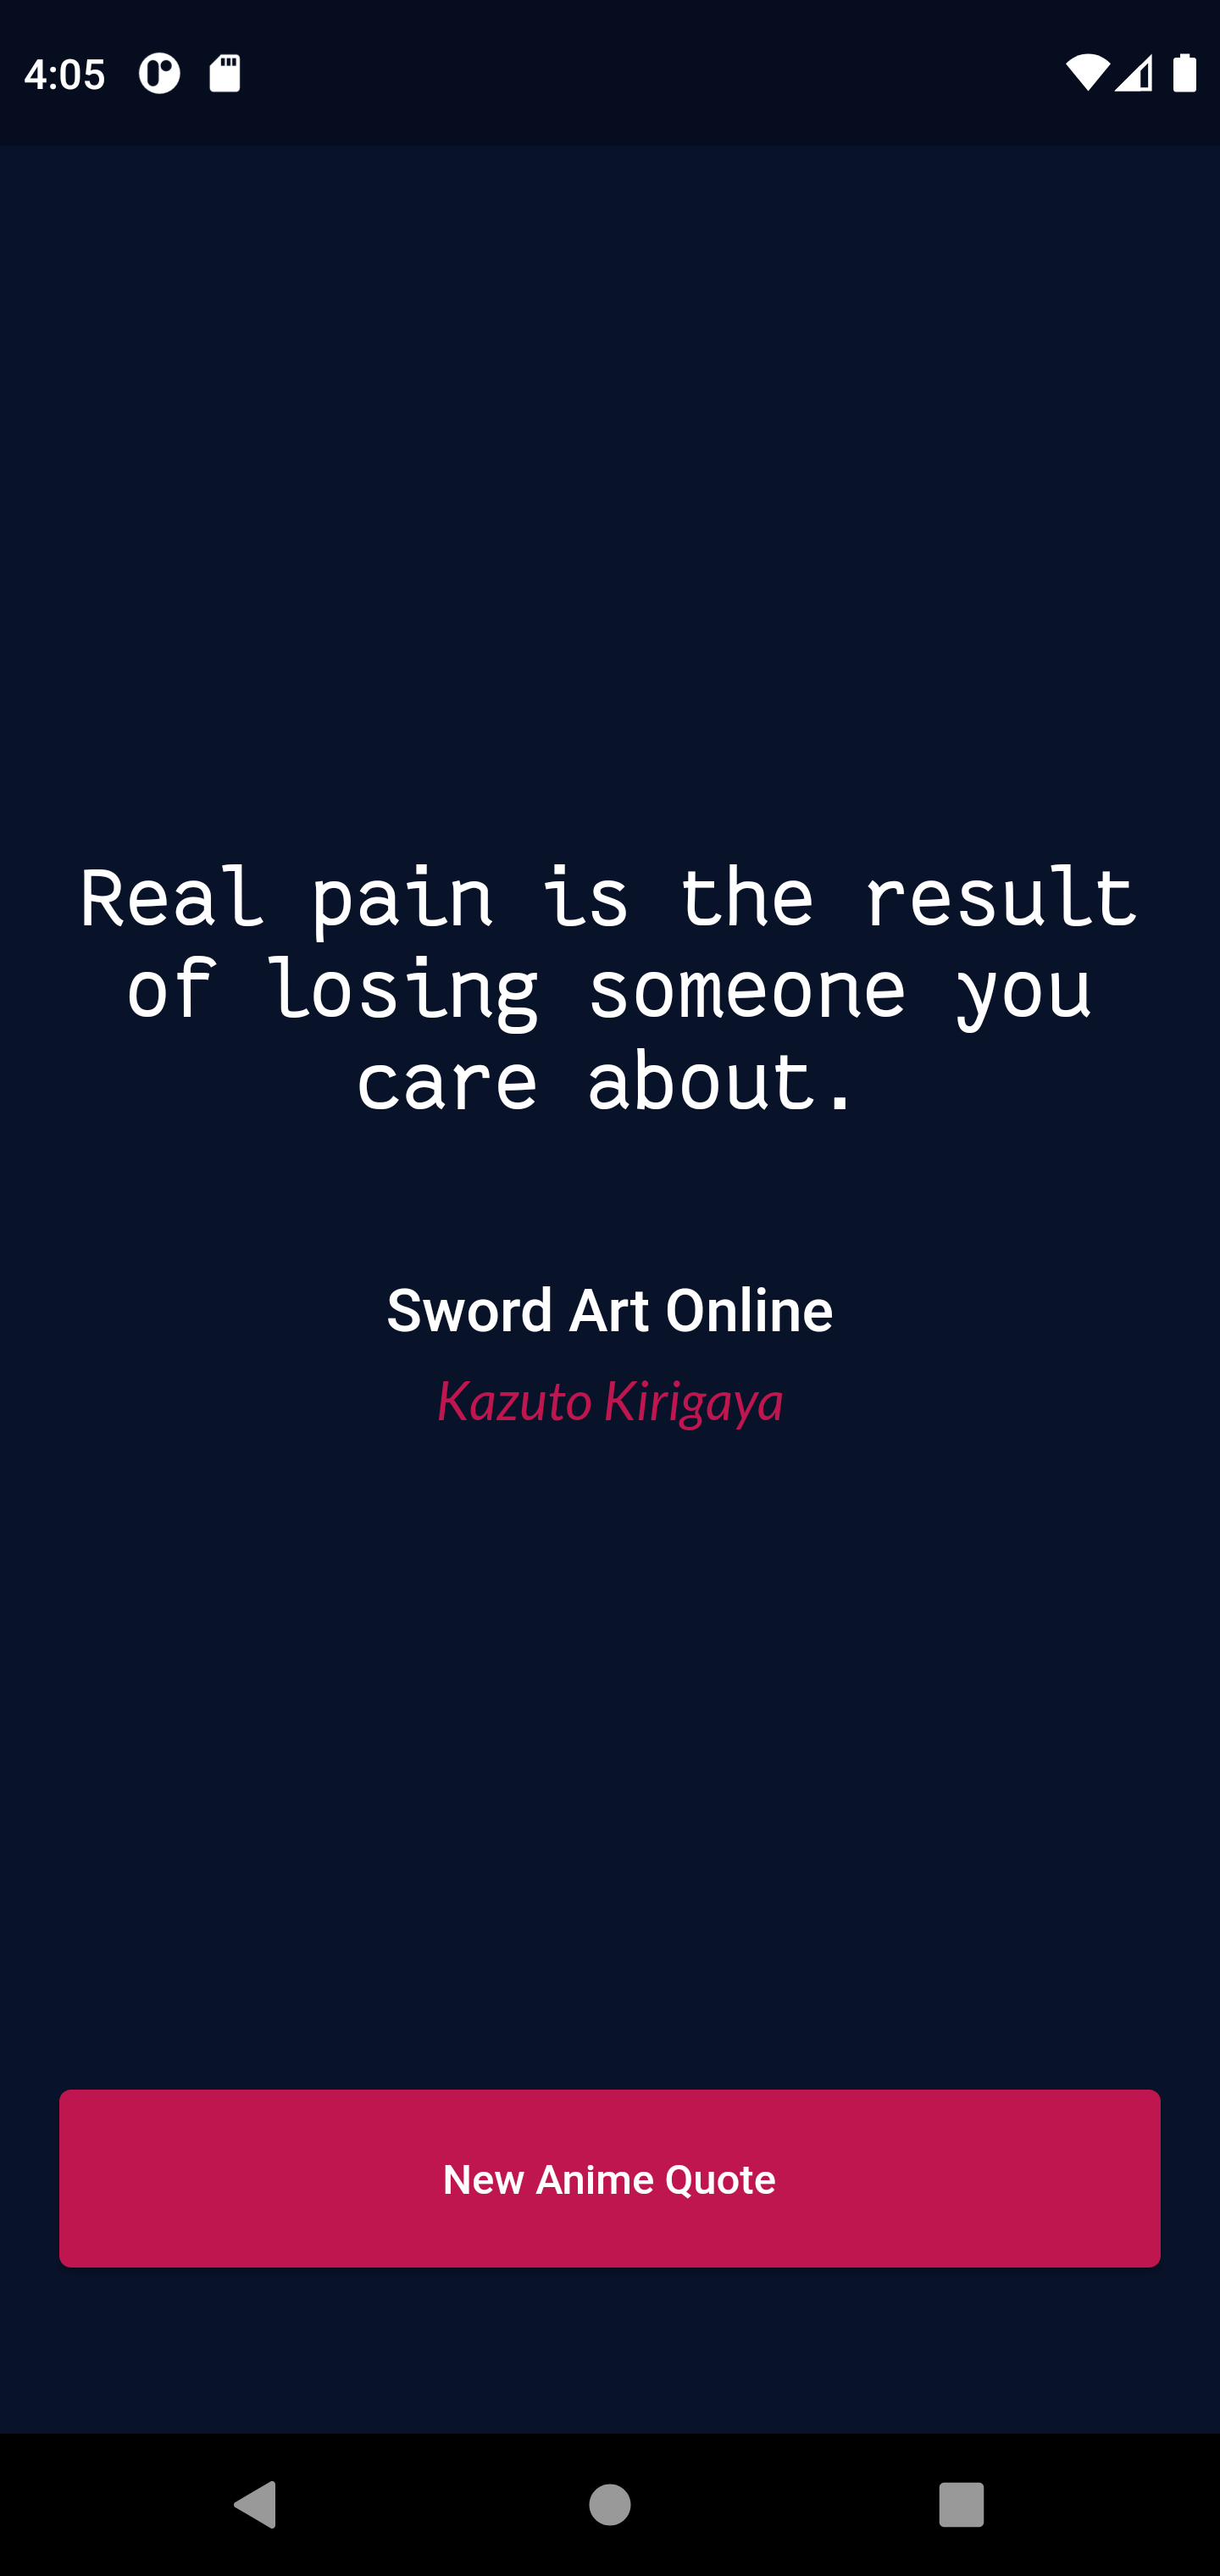 4:05
Real pain is the result
of losing someone you
care about.
Sword Art Online
Kazuto Kirigaya
New Anime Quote